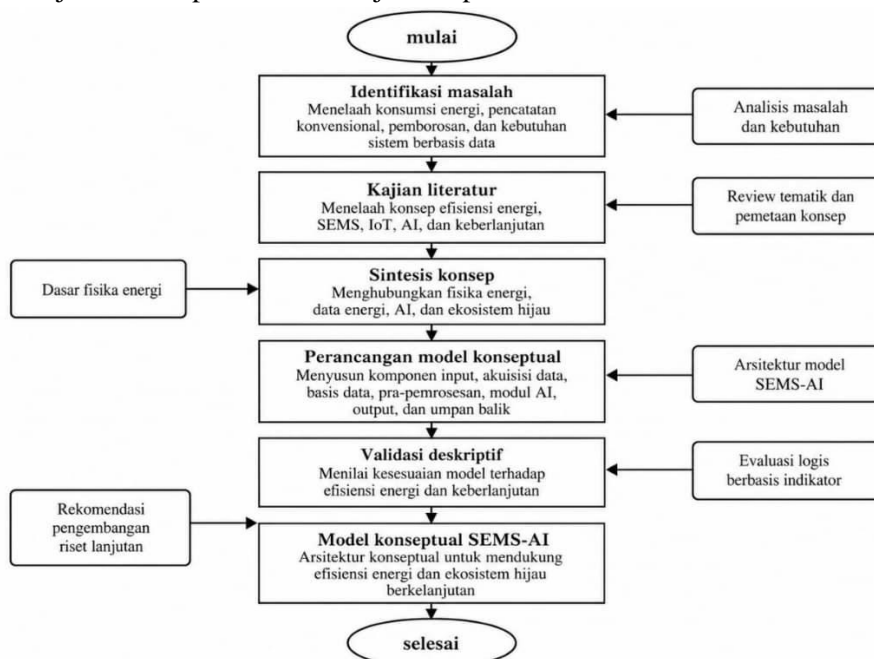 mulai
Identifikasi masalah
Menelaah konsumsi energi, pencatatan
konvensional, pemborosan, dan kebutuhan
sistem berbasis data
Analisis masalah
dan kebutuhan
Kajian literatur
Menelaah konsep efisiensi energi,
SEMS, IoT, AI, dan keberlanjutan
Review tematik dan
pemetaan konsep
Dasar fisika energi
Sintesis konsep
Menghubungkan fisika energi,
data energi, AI, dan ekosistem hijau
Perancangan model konseptual
Menyusun komponen input, akuisisi data,
basis data, pra-pemrosesan, modul AI,
output, dan umpan balik
Arsitektur model
SEMS-AI
Validasi deskriptif
Menilai kesesuaian model terhadap
efisiensi energi dan keberlanjutan
Evaluasi logis
berbasis indikator
Rekomendasi
pengembangan
riset lanjutan
Model konseptual SEMS-AI
Arsitektur konseptual untuk mendukung
efisiensi energi dan ekosistem hijau
berkelanjutan
selesai